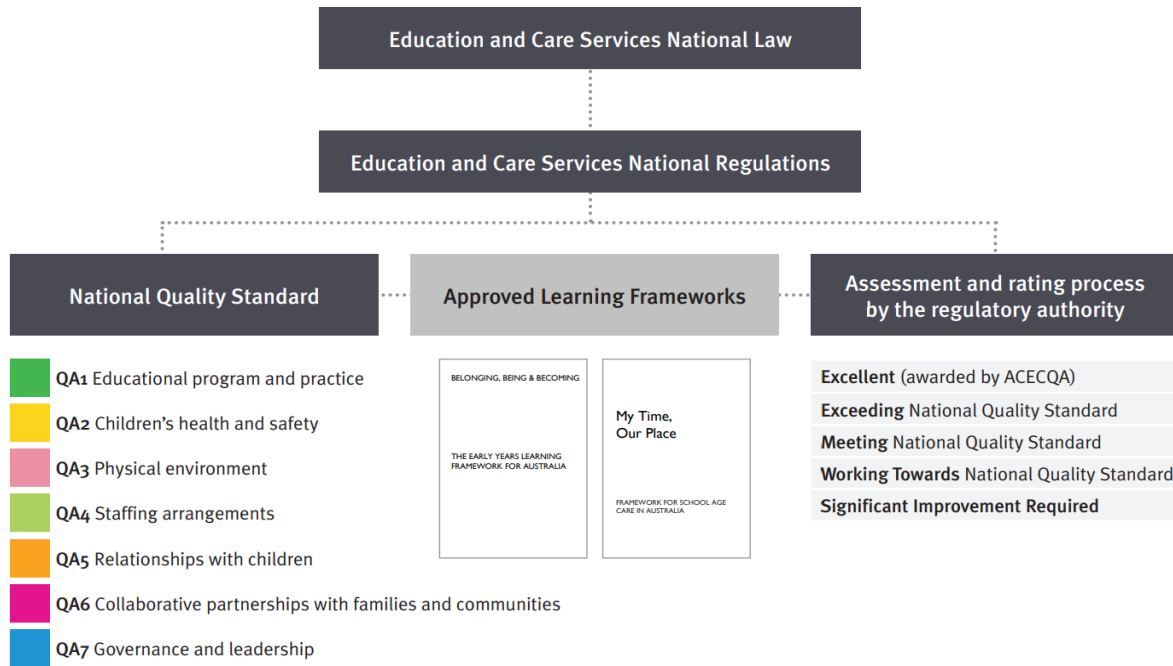 Education and Care Services National Law
Education and Care Services National Regulations
National Quality Standard
Approved Learning Frameworks
Assessment and rating process
by the regulatory authority
QA1 Educational program and practice
QA2 Children’s health and safety
QA3 Physical environment
QA4 Staffing arrangements
QA5 Relationships with children
QA6 Collaborative partnerships with families and communities
QA7 Governance and leadership
BELONGING, BEING & BECOMING
THE EARLY YEARS LEARNING
FRAMEWORK FOR AUSTRALIA
My Time,
Our Place
FRAMEWORK FOR SCHOOL AGE
CARE IN AUSTRALIA
Excellent (awarded by ACECQA)
Exceeding National Quality Standard
Meeting National Quality Standard
Working Towards National Quality Standard
Significant Improvement Required